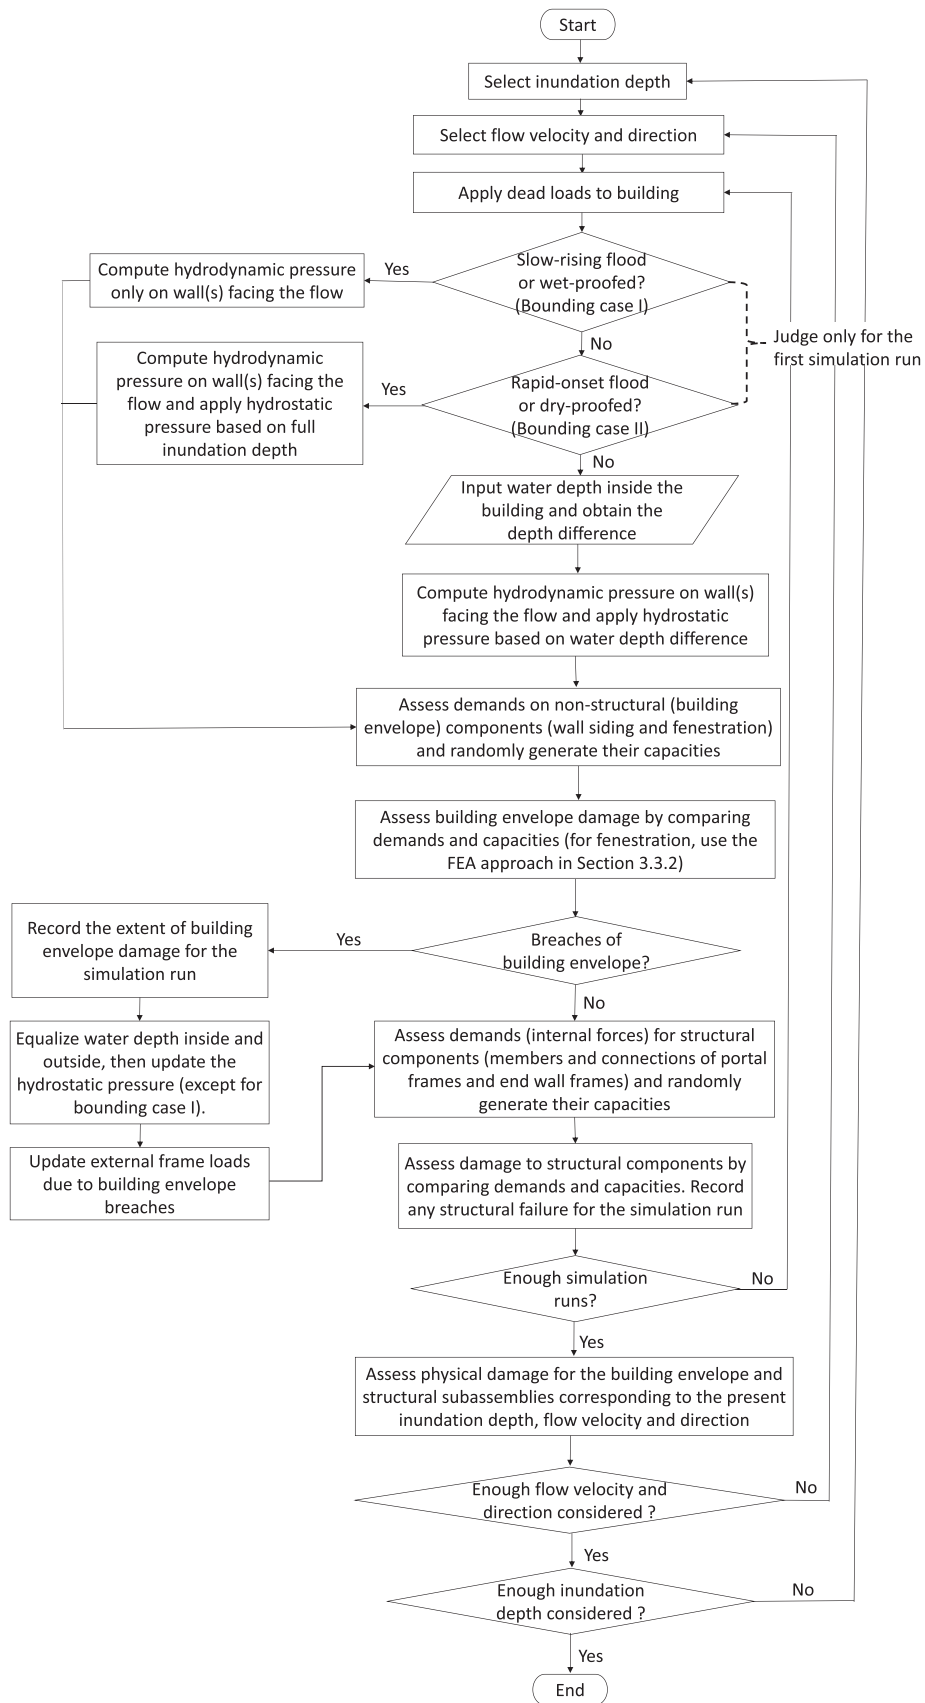 Start
Select inundation depth
Select flow velocity and direction
Apply dead loads to building
Slow-rising flood
or wet-proofed?
(Bounding case I)
Yes
Compute hydrodynamic pressure
only on wall(s) facing the flow
No
Judge only for the
first simulation run
Rapid-onset flood
or dry-proofed?
(Bounding case II)
Yes
Compute hydrodynamic
pressure on wall(s) facing the
flow and apply hydrostatic
pressure based on full
inundation depth
No
Input water depth inside the
building and obtain the
depth difference
Compute hydrodynamic pressure on wall(s)
facing the flow and apply hydrostatic
pressure based on water depth difference
Assess demands on non-structural (building
envelope) components (wall siding and fenestration)
and randomly generate their capacities
Assess building envelope damage by comparing
demands and capacities (for fenestration, use the
FEA approach in Section 3.3.2)
Breaches of
building envelope?
Yes
Record the extent of building
envelope damage for the
simulation run
Equalize water depth inside and
outside, then update the
hydrostatic pressure (except for
bounding case I).
Update external frame loads
due to building envelope
breaches
No
Assess demands (internal forces) for structural
components (members and connections of portal
frames and end wall frames) and randomly
generate their capacities
Assess damage to structural components by
comparing demands and capacities. Record
any structural failure for the simulation run
Enough simulation
runs?
No
Yes
Assess physical damage for the building envelope and
structural subassemblies corresponding to the present
inundation depth, flow velocity and direction
Enough flow velocity and
direction considered ?
No
Yes
Enough inundation
depth considered ?
No
Yes
End